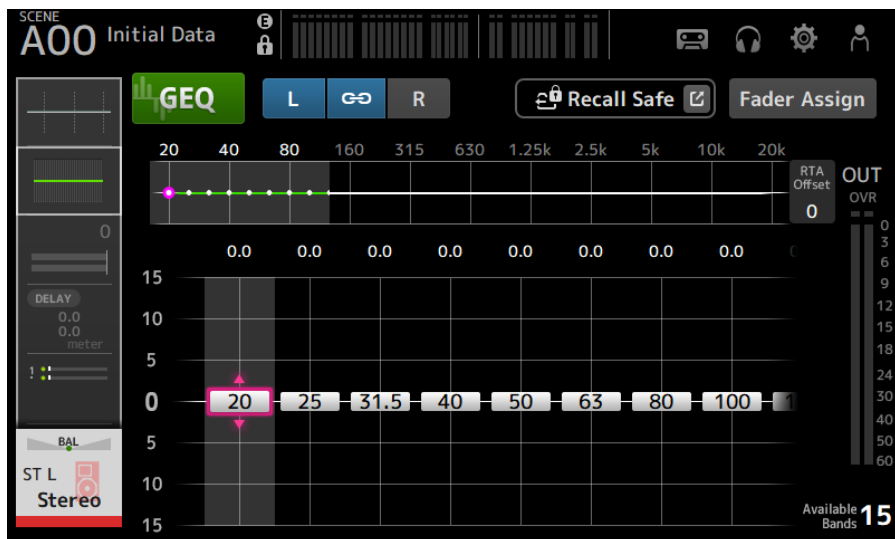 SCENE
A00 Initial Data
E
GEQ
L
R
Recall Safe
Fader Assign
20 40 80 160 315 630 1.25k 2.5k 5k 10k 20k
RTA
Offset
0
OUT
OVR
0
3
6
9
12
15
18
24
30
40
50
60
0
DELAY
0.0
0.0
meter
!
BAL
ST L
Stereo
0.0 0.0 0.0 0.0 0.0 0.0 0.0 0.0
15
10
5
0
5
10
15
20 25 31.5 40 50 63 80 100
Available
Bands 15